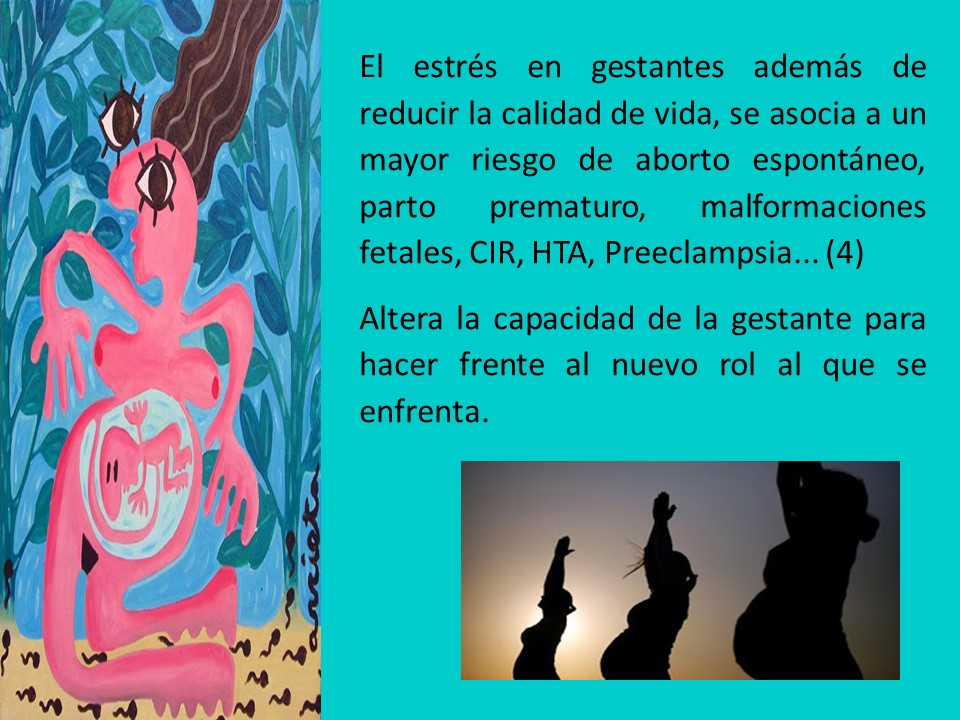 El estrés en gestantes además de
reducir la calidad de vida, se asocia a un
mayor riesgo de aborto espontáneo,
parto prematuro, malformaciones
fetales, CIR, HTA, Preeclampsia... (4)
Altera la capacidad de la gestante para
hacer frente al nuevo rol al que se
enfrenta.
arrieta